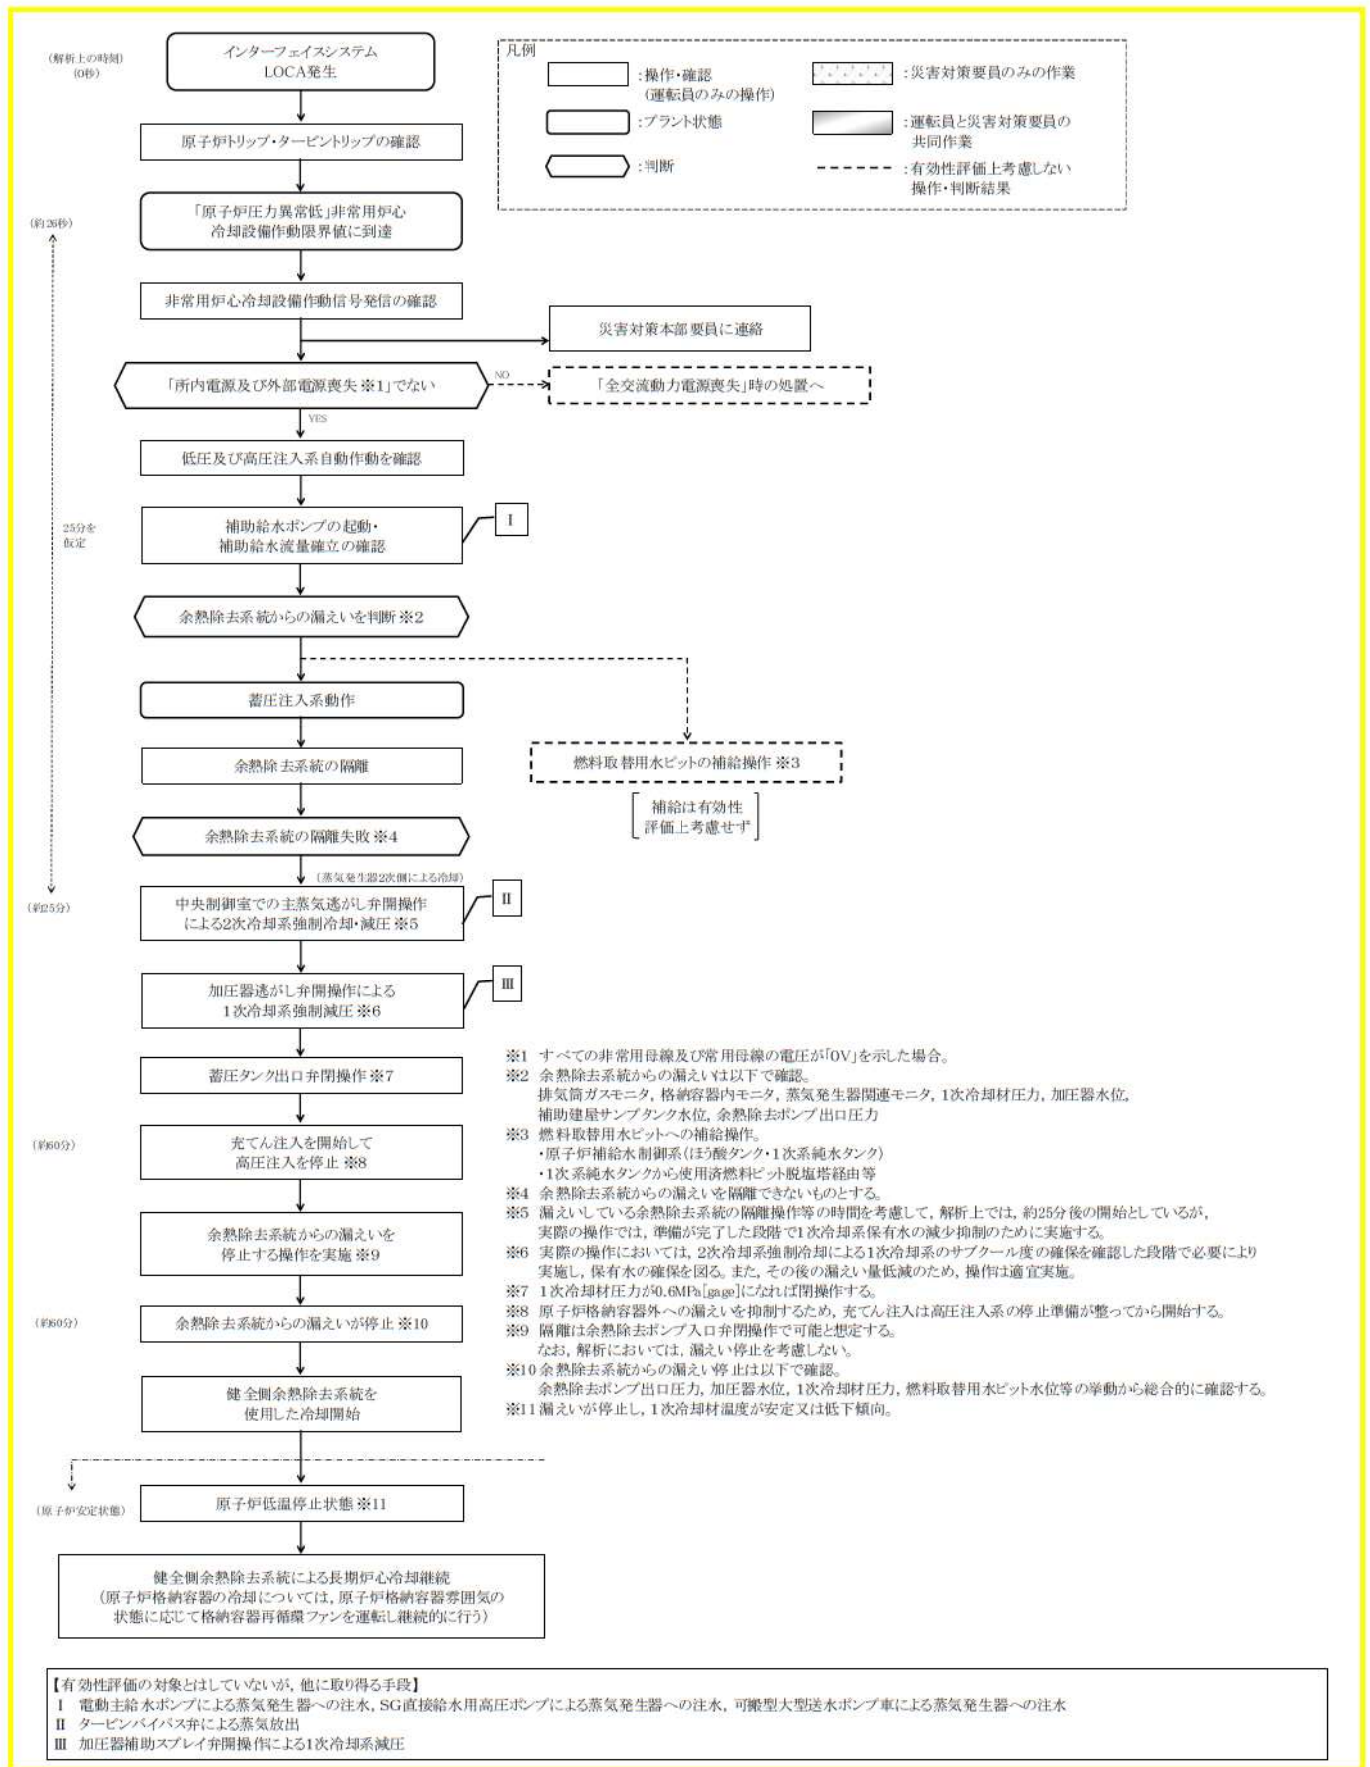 (解析上の時刻)
(0秒)
インターフェイスシステム
LOCA発生
原子炉トリップ・タービントリップの確認
(約26秒)
「原子炉圧力異常低」非常用炉心
冷却設備作動限界値に到達
非常用炉心冷却設備作動信号発信の確認
災害対策本部要員に連絡
「所内電源及び外部電源喪失※1」でない
NO
「全交流動力電源喪失」時の処置へ
YES
低圧及び高圧注入系自動作動を確認
25分を
仮定
補助給水ポンプの起動・
補助給水流量確立の確認
Ⅰ
余熱除去系統からの漏えいを判断※2
蓄圧注入系動作
余熱除去系統の隔離
燃料取替用水ピットの補給操作※3
補給は有効性
評価上考慮せず
余熱除去系統の隔離失敗※4
(蒸気発生器2次側による冷却)
(約25分)
中央制御室での主蒸気逃がし弁開操作
による2次冷却系強制冷却・減圧※5
Ⅱ
加圧器逃がし弁開操作による
1次冷却系強制減圧※6
Ⅲ
蓄圧タンク出口弁閉操作※7
(約60分)
充てん注入を開始して
高圧注入を停止※8
余熱除去系統からの漏えいを
停止する操作を実施※9
(約60分)
余熱除去系統からの漏えいが停止※10
健全側余熱除去系統を
使用した冷却開始
(原子炉安定状態)
原子炉低温停止状態※11
健全側余熱除去系統による長期炉心冷却継続
(原子炉格納容器の冷却については,原子炉格納容器雰囲気の
状態に応じて格納容器再循環ファンを運転し継続的に行う)
凡例
:操作・確認
(運転員のみの操作)
:プラント状態
:判断
:災害対策要員のみの作業
:運転員と災害対策要員の
共同作業
:有効性評価上考慮しない
操作・判断結果
※1 すべての非常用母線及び常用母線の電圧が「0V」を示した場合。
※2 余熱除去系統からの漏えいは以下で確認。
排気筒ガスモニタ,格納容器内モニタ,蒸気発生器関連モニタ,1次冷却材圧力,加圧器水位,
補助建屋サンプタンク水位,余熱除去ポンプ出口圧力
※3 燃料取替用水ピットへの補給操作。
・原子炉補給水制御系(ほう酸タンク・1次系純水タンク)
・1次系純水タンクから使用済燃料ピット脱塩塔経由等
※4 余熱除去系統からの漏えいを隔離できないものとする。
※5 漏えいしている余熱除去系統の隔離操作等の時間を考慮して,解析上では,約25分後の開始としているが,
実際の操作では,準備が完了した段階で1次冷却系保有水の減少抑制のために実施する。
※6 実際の操作においては,2次冷却系強制冷却による1次冷却系のサブクール度の確保を確認した段階で必要により
実施し,保有水の確保を図る。また,その後の漏えい量低減のため,操作は適宜実施。
※7 1次冷却材圧力が0.6MPa[gage]になれば閉操作する。
※8 原子炉格納容器外への漏えいを抑制するため,充てん注入は高圧注入系の停止準備が整ってから開始する。
※9 隔離は余熱除去ポンプ入口弁閉操作で可能と想定する。
なお,解析においては,漏えい停止を考慮しない。
※10 余熱除去系統からの漏えい停止は以下で確認。
余熱除去ポンプ出口圧力,加圧器水位,1次冷却材圧力,燃料取替用水ピット水位等の挙動から総合的に確認する。
※11 漏えいが停止し,1次冷却材温度が安定又は低下傾向。
【有効性評価の対象とはしていないが,他に取り得る手段】
Ⅰ 電動主給水ポンプによる蒸気発生器への注水,SG直接給水用高圧ポンプによる蒸気発生器への注水,可搬型大型送水ポンプ車による蒸気発生器への注水
Ⅱ タービンバイパス弁による蒸気放出
Ⅲ 加圧器補助スプレイ弁開操作による1次冷却系減圧